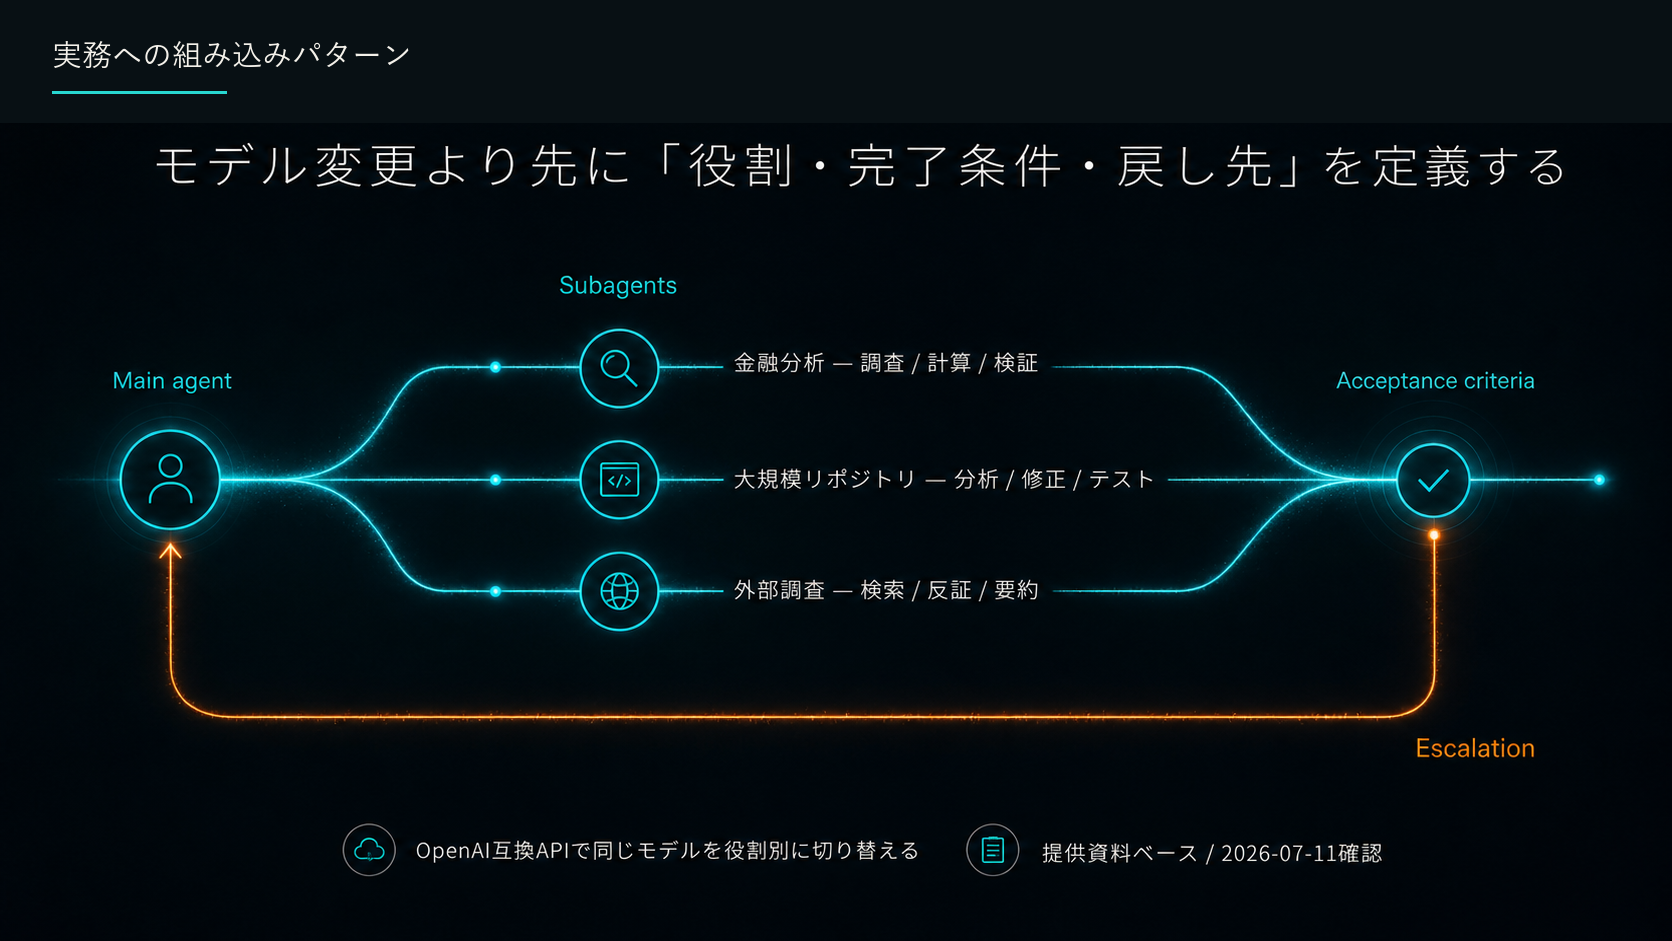 実務への組み込みパターン
モデル変更より先に「役割・完了条件・戻し先」を定義する
Subagents
Main agent
金融分析 — 調査 / 計算 / 検証
Acceptance criteria
大規模リポジトリ — 分析 / 修正 / テスト
外部調査 — 検索 / 反証 / 要約
Escalation
OpenAI互換APIで同じモデルを役割別に切り替える
提供資料ベース / 2026-07-11確認